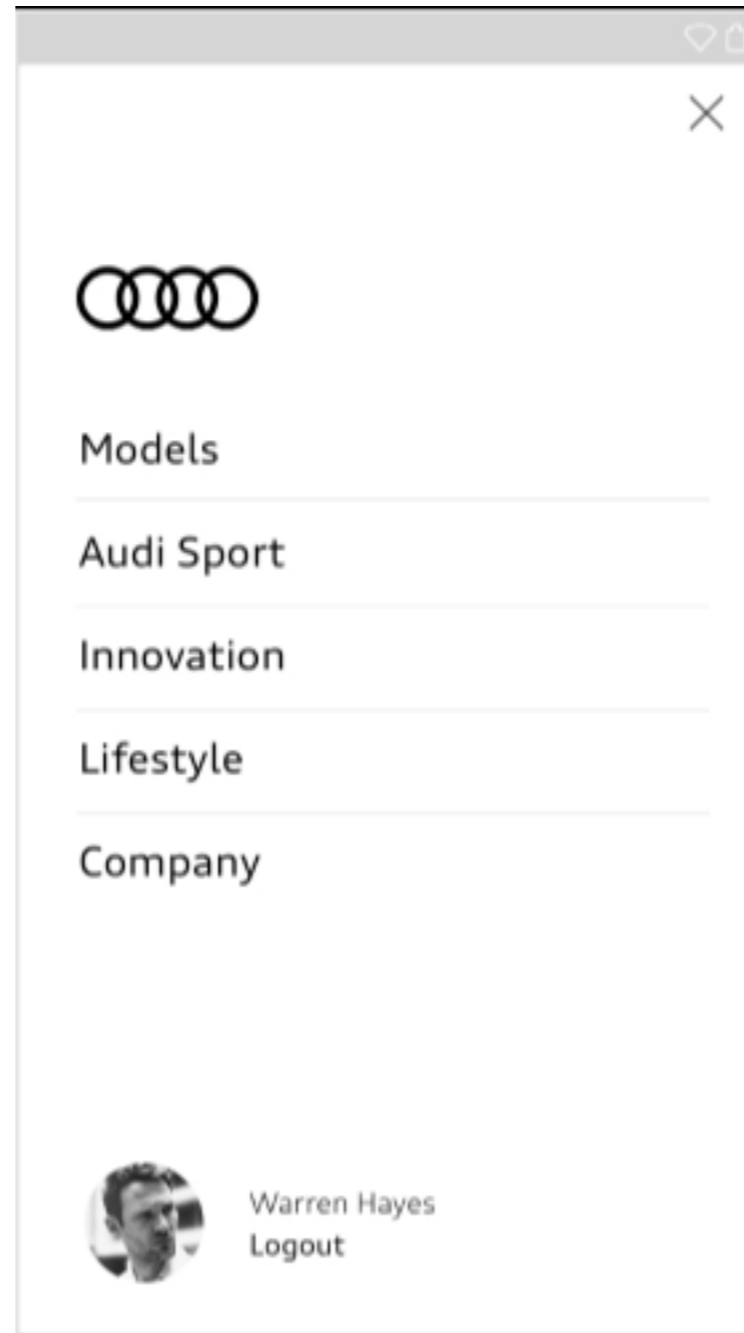 Models
Audi Sport
Innovation
Lifestyle
Company
Warren Hayes
Logout